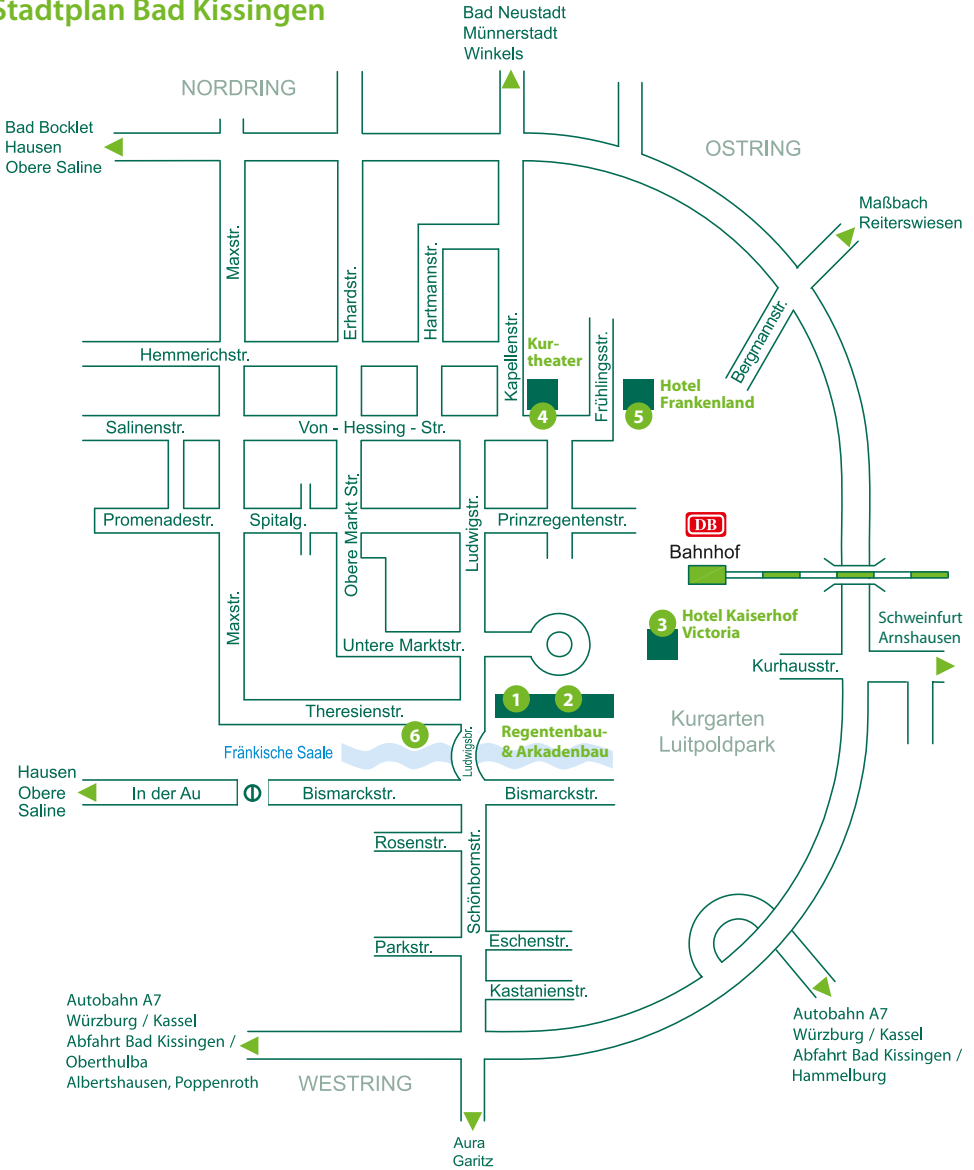 Stadtplan Bad Kissingen
Bad Neustadt
Münnerstadt
Winkels
NORDRING
Bad Bocklet
Hausen
Obere Saline
OSTRING
Maßbach
Reiterswiesen
Maxstr.
Erhardstr.
Hartmannstr.
Kapellenstr.
Frühlingsstr.
Bergmannstr.
Hemmerichstr.
Kur-
theater
4
Hotel
Frankenland
5
Salinenstr.
Von - Hessing - Str.
Promenadestr.
Spitalg.
Obere Markt Str.
Ludwigstr.
Prinzregentenstr.
DB
Bahnhof
Maxstr.
Untere Marktstr.
3
Hotel Kaiserhof
Victoria
Schweinfurt
Arnshausen
Kurhausstr.
Theresienstr.
1
2
Regentenbau-
& Arkadenbau
Kurgarten
Luitpoldpark
6
Fränkische Saale
Ludwigsbr.
Hausen
Obere
Saline
In der Au
Bismarckstr.
Bismarckstr.
Rosenstr.
Schönbornstr.
Parkstr.
Eschenstr.
Kastanienstr.
Autobahn A7
Würzburg / Kassel
Abfahrt Bad Kissingen /
Oberthulba
Albertshausen, Poppenroth
WESTRING
Autobahn A7
Würzburg / Kassel
Abfahrt Bad Kissingen /
Hammelburg
Aura
Garitz